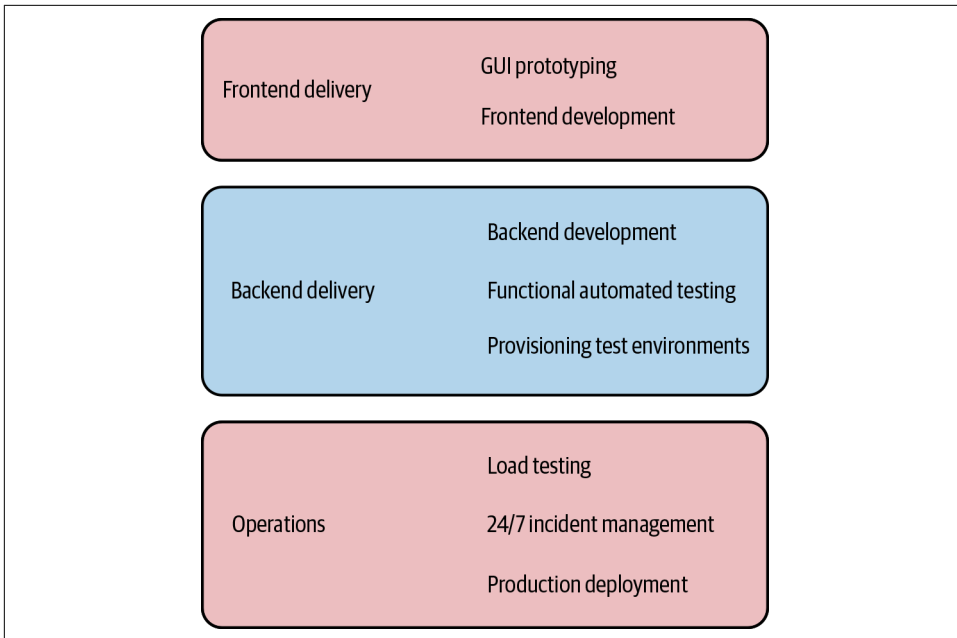 Frontend delivery
GUI prototyping
Frontend development
Backend delivery
Backend development
Functional automated testing
Provisioning test environments
Operations
Load testing
24/7 incident management
Production deployment